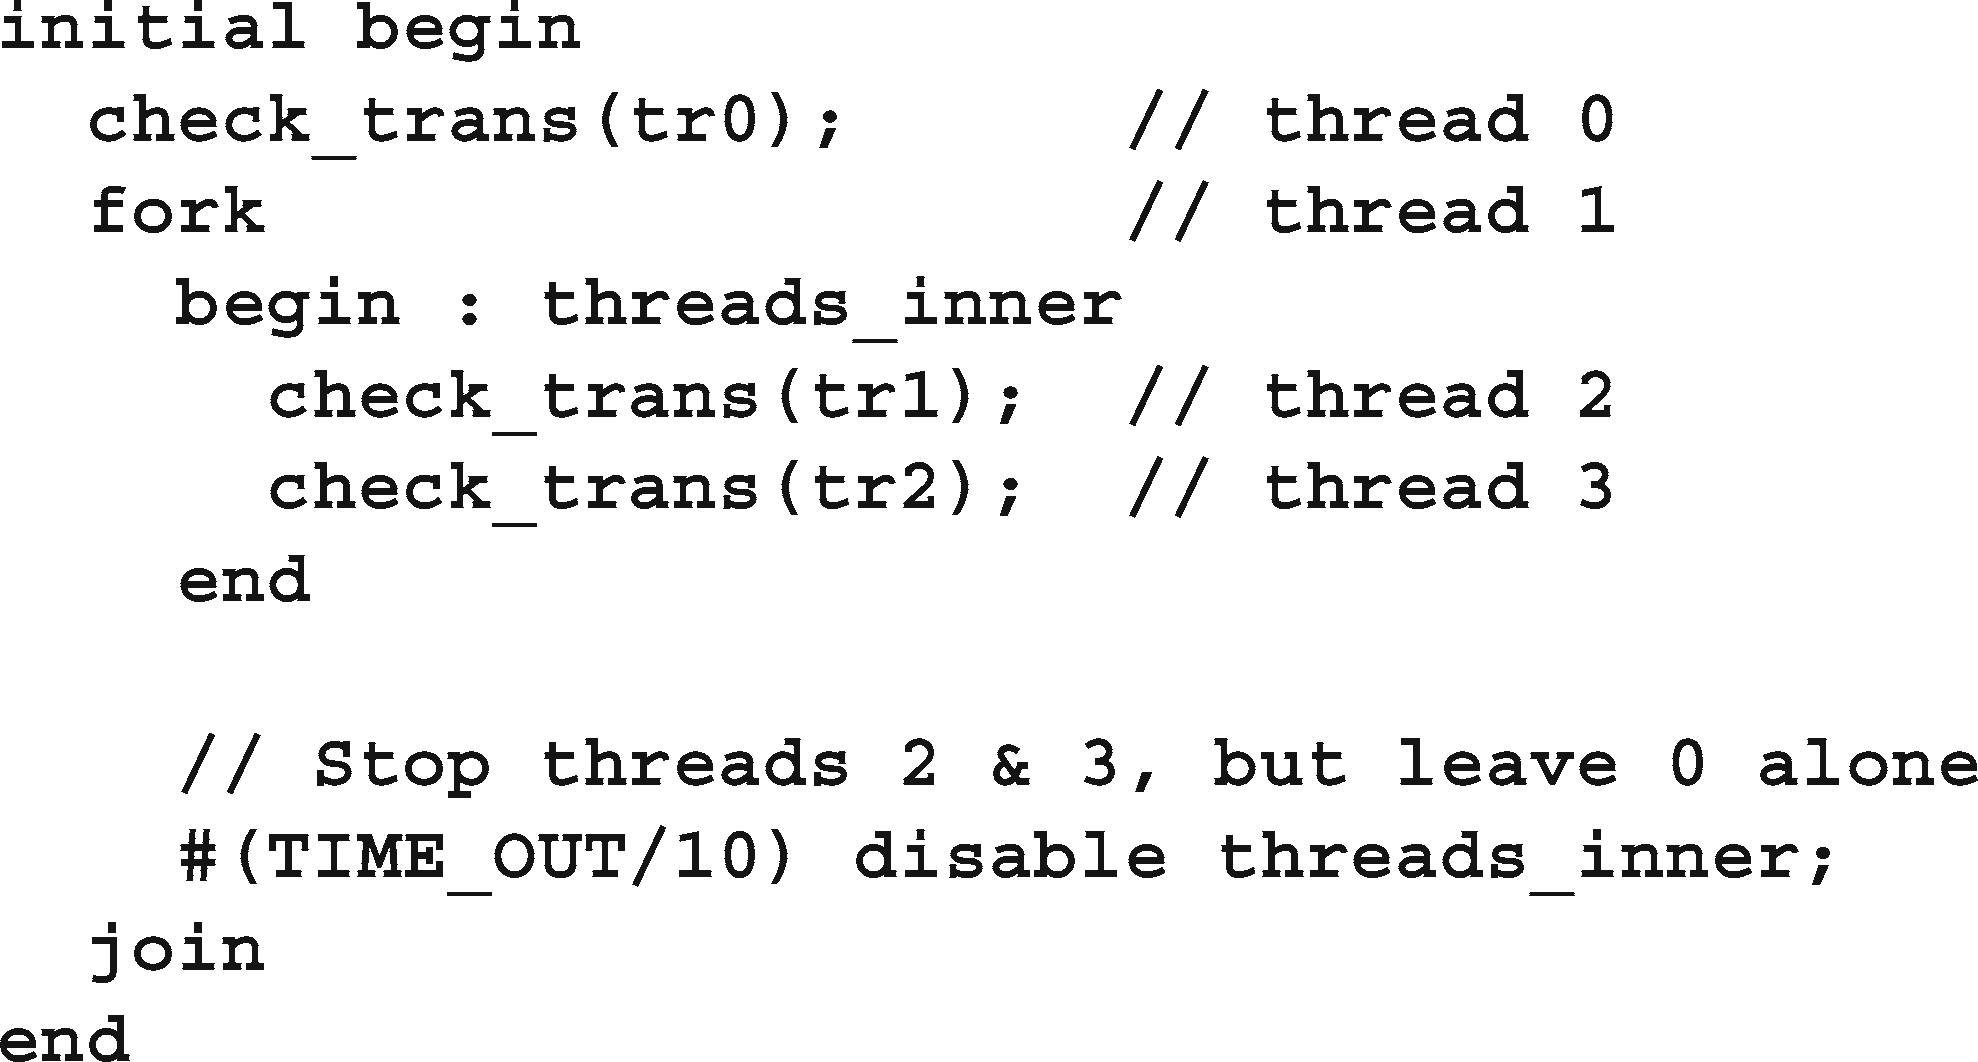 initial begin
  check_trans(tr0);             // thread 0
  fork                          // thread 1
    begin : threads_inner
      check_trans(tr1);  // thread 2
      check_trans(tr2);  // thread 3
    end

    // Stop threads 2 & 3, but leave 0 alone
    #(TIME_OUT/10) disable threads_inner;
  join
end